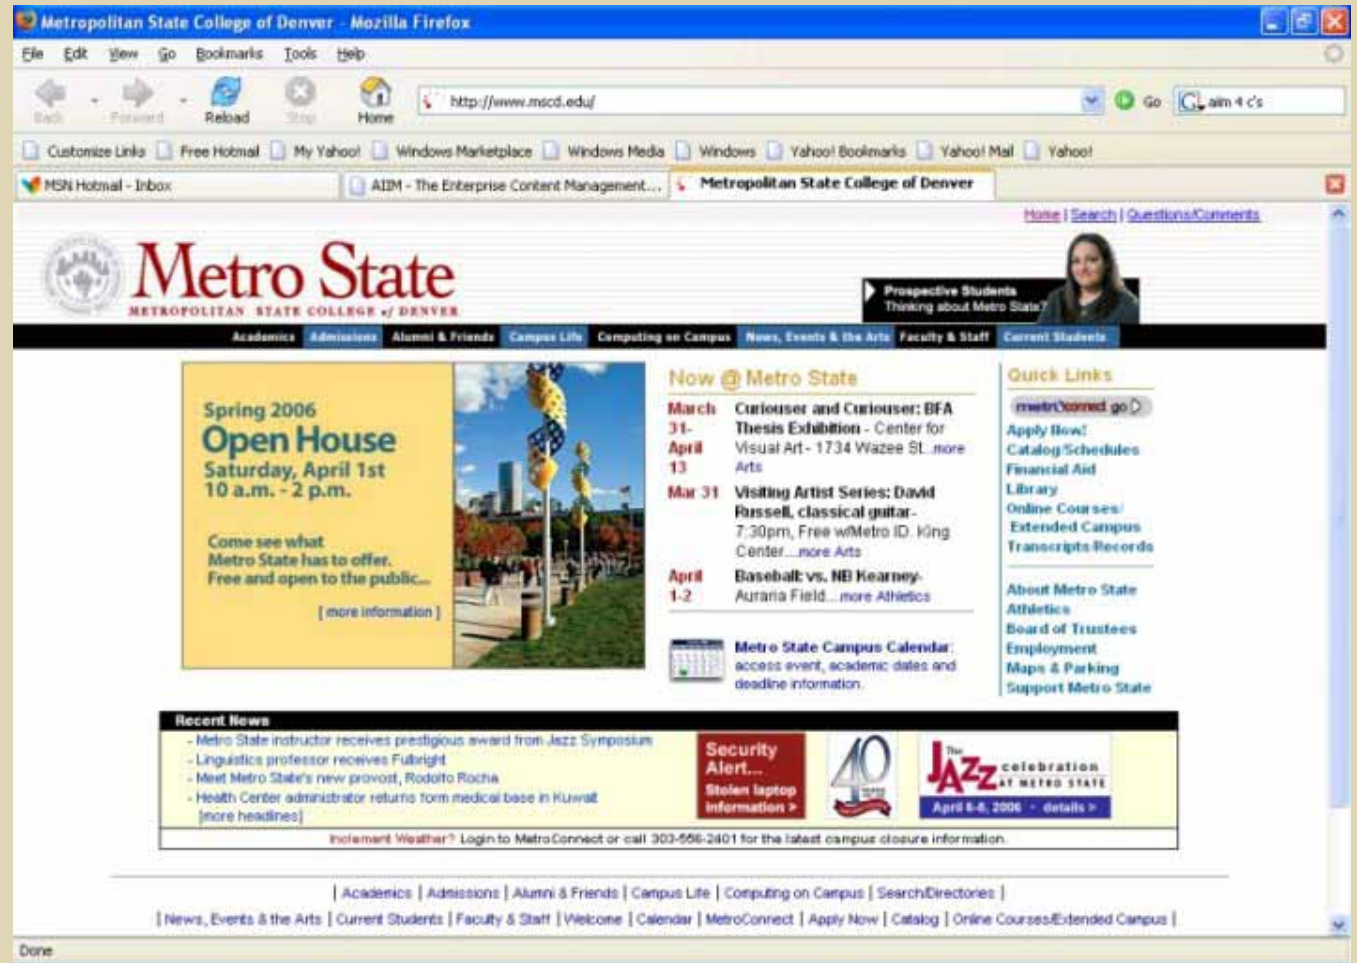 Metropolitan State College of Denver - Mozilla Firefox
File Edit View Go Bookmarks Tools Help
Back Forward Reload Stop Home http://www.mscd.edu/ Go aim 4 c's
Customize Links Free Hotmail My Yahoo! Windows Marketplace Windows Media Windows Yahoo! Bookmarks Yahoo! Mail Yahoo!
MSN Hotmail - Inbox AIIM - The Enterprise Content Management... Metropolitan State College of Denver
Home | Search | Questions/Comments
Metro State
METROPOLITAN STATE COLLEGE of DENVER
Prospective Students
Thinking about Metro State?
Academics Admissions Alumni & Friends Campus Life Computing on Campus News, Events & the Arts Faculty & Staff Current Students
Spring 2006
Open House
Saturday, April 1st
10 a.m. - 2 p.m.
Come see what
Metro State has to offer.
Free and open to the public...
[ more information ]
Now @ Metro State
March 31- April 13 Curiouser and Curiouser: BFA
Thesis Exhibition - Center for
Visual Art - 1734 Wazee St...more
Arts
Mar 31 Visiting Artist Series: David
Russell, classical guitar-
7:30pm, Free w/Metro ID. King
Center....more Arts
April 1-2 Baseball: vs. NB Kearney-
Auraria Field....more Athletics
Metro State Campus Calendar:
access event, academic dates and
deadline information.
Quick Links
metroconnect go
Apply Now!
Catalog/Schedules
Financial Aid
Library
Online Courses/
Extended Campus
Transcripts/Records
About Metro State
Athletics
Board of Trustees
Employment
Maps & Parking
Support Metro State
Recent News
- Metro State instructor receives prestigious award from Jazz Symposium
- Linguistics professor receives Fulbright
- Meet Metro State's new provost, Rodolfo Rocha
- Health Center administrator returns form medical base in Kuwait
[more headlines]
Security
Alert...
Stolen laptop
information >
40
The
JAZZ celebration
AT METRO STATE
April 6-8, 2006 · details >
Inclement Weather? Login to MetroConnect or call 303-556-2401 for the latest campus closure information.
| Academics | Admissions | Alumni & Friends | Campus Life | Computing on Campus | Search/Directories |
| News, Events & the Arts | Current Students | Faculty & Staff | Welcome | Calendar | MetroConnect | Apply Now | Catalog | Online Courses/Extended Campus |
Done